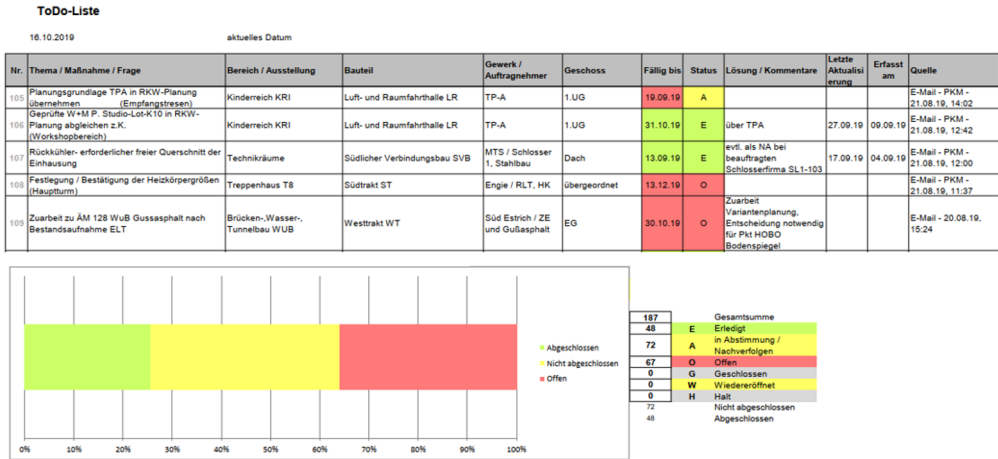 ToDo-Liste
16.10.2019 aktuelles Datum
Nr. Thema / Maßnahme / Frage Bereich / Ausstellung Bauteil Gewerk / Auftragnehmer Geschoss Fällig bis Status Lösung / Kommentare Letzte Aktualisierung Erfasst am Quelle
105 Planungsgrundlage TPA in RKW-Planung übernehmen (Empfangstresen) Kinderreich KRI Luft- und Raumfahrthalle LR TP-A 1.UG 19.09.19 A E-Mail - PKM - 21.08.19, 14:02
106 Geprüfte W+M P. Studio-Lot-K10 in RKW-Planung abgleichen z.K. (Workshopbereich) Kinderreich KRI Luft- und Raumfahrthalle LR TP-A 1.UG 31.10.19 E über TPA 27.09.19 09.09.19 E-Mail - PKM - 21.08.19, 12:42
107 Rückkühler- erforderlicher freier Querschnitt der Einhausung Technikräume Südlicher Verbindungsbau SVB MTS / Schlosser 1, Stahlbau Dach 13.09.19 E evtl. als NA bei beauftragten Schlosserfirma SL1-103 17.09.19 04.09.19 E-Mail - PKM - 21.08.19, 12:00
108 Festlegung / Bestätigung der Heizkörpergrößen (Hauptturm) Treppenhaus T8 Südtrakt ST Engie / RLT, HK übergeordnet 13.12.19 O E-Mail - PKM - 21.08.19, 11:37
109 Zuarbeit zu ÄM 128 WuB Gussasphalt nach Bestandsaufnahme ELT Brücken-,Wasser-, Tunnelbau WUB Westtrakt WT Süd Estrich / ZE und Gußasphalt EG 30.10.19 O Zuarbeit Variantenplanung, Entscheidung notwendig für Pkt HOBO Bodenspiegel E-Mail - 20.08.19, 15:24
Abgeschlossen
Nicht abgeschlossen
Offen
0% 10% 20% 30% 40% 50% 60% 70% 80% 90% 100%
187 Gesamtsumme
48 E Erledigt
72 A in Abstimmung / Nachverfolgen
67 O Offen
0 G Geschlossen
0 W Wiedereröffnet
0 H Halt
72 Nicht abgeschlossen
48 Abgeschlossen